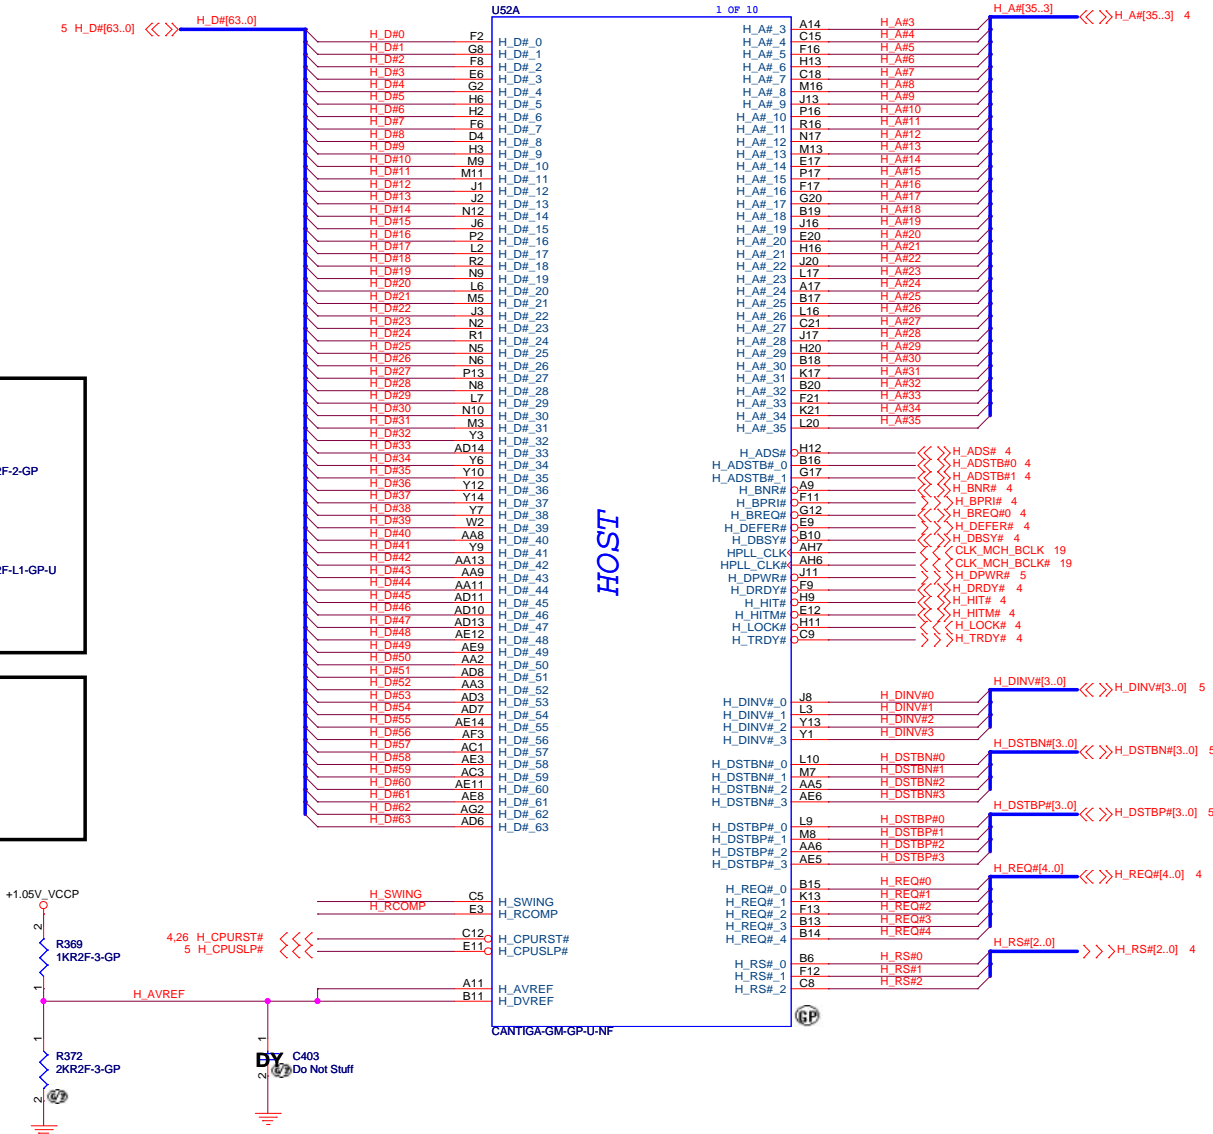 U52A
1 OF 10
5 H_D#[63..0]
H_D#[63..0]
H_A#[35..3]
H_A#[35..3] 4
H_D#0 F2 H_D#_0
H_D#1 G8 H_D#_1
H_D#2 F8 H_D#_2
H_D#3 E6 H_D#_3
H_D#4 G2 H_D#_4
H_D#5 H6 H_D#_5
H_D#6 H2 H_D#_6
H_D#7 F6 H_D#_7
H_D#8 D4 H_D#_8
H_D#9 H3 H_D#_9
H_D#10 M9 H_D#_10
H_D#11 M11 H_D#_11
H_D#12 J1 H_D#_12
H_D#13 J2 H_D#_13
H_D#14 N12 H_D#_14
H_D#15 J6 H_D#_15
H_D#16 P2 H_D#_16
H_D#17 L2 H_D#_17
H_D#18 R2 H_D#_18
H_D#19 N9 H_D#_19
H_D#20 L6 H_D#_20
H_D#21 M5 H_D#_21
H_D#22 J3 H_D#_22
H_D#23 N2 H_D#_23
H_D#24 R1 H_D#_24
H_D#25 N5 H_D#_25
H_D#26 N6 H_D#_26
H_D#27 P13 H_D#_27
H_D#28 N8 H_D#_28
H_D#29 L7 H_D#_29
H_D#30 N10 H_D#_30
H_D#31 M3 H_D#_31
H_D#32 Y3 H_D#_32
H_D#33 AD14 H_D#_33
H_D#34 Y6 H_D#_34
H_D#35 Y10 H_D#_35
H_D#36 Y12 H_D#_36
H_D#37 Y14 H_D#_37
H_D#38 Y7 H_D#_38
H_D#39 W2 H_D#_39
H_D#40 AA8 H_D#_40
H_D#41 Y9 H_D#_41
H_D#42 AA13 H_D#_42
H_D#43 AA9 H_D#_43
H_D#44 AA11 H_D#_44
H_D#45 AD11 H_D#_45
H_D#46 AD10 H_D#_46
H_D#47 AD13 H_D#_47
H_D#48 AE12 H_D#_48
H_D#49 AE9 H_D#_49
H_D#50 AA2 H_D#_50
H_D#51 AD8 H_D#_51
H_D#52 AA3 H_D#_52
H_D#53 AD3 H_D#_53
H_D#54 AD7 H_D#_54
H_D#55 AE14 H_D#_55
H_D#56 AF3 H_D#_56
H_D#57 AC1 H_D#_57
H_D#58 AE3 H_D#_58
H_D#59 AC3 H_D#_59
H_D#60 AE11 H_D#_60
H_D#61 AE8 H_D#_61
H_D#62 AG2 H_D#_62
H_D#63 AD6 H_D#_63
H_SWING C5 H_SWING
H_RCOMP E3 H_RCOMP
4,26 H_CPURST# C12 H_CPURST#
5 H_CPUSLP# E11 H_CPUSLP#
H_AVREF A11 H_AVREF
B11 H_DVREF
HOST
H_A#_3 A14 H_A#3
H_A#_4 C15 H_A#4
H_A#_5 F16 H_A#5
H_A#_6 H13 H_A#6
H_A#_7 C18 H_A#7
H_A#_8 M16 H_A#8
H_A#_9 J13 H_A#9
H_A#_10 P16 H_A#10
H_A#_11 R16 H_A#11
H_A#_12 N17 H_A#12
H_A#_13 M13 H_A#13
H_A#_14 E17 H_A#14
H_A#_15 P17 H_A#15
H_A#_16 F17 H_A#16
H_A#_17 G20 H_A#17
H_A#_18 B19 H_A#18
H_A#_19 J16 H_A#19
H_A#_20 E20 H_A#20
H_A#_21 H16 H_A#21
H_A#_22 J20 H_A#22
H_A#_23 L17 H_A#23
H_A#_24 A17 H_A#24
H_A#_25 B17 H_A#25
H_A#_26 L16 H_A#26
H_A#_27 C21 H_A#27
H_A#_28 J17 H_A#28
H_A#_29 H20 H_A#29
H_A#_30 B18 H_A#30
H_A#_31 K17 H_A#31
H_A#_32 B20 H_A#32
H_A#_33 F21 H_A#33
H_A#_34 K21 H_A#34
H_A#_35 L20 H_A#35
H_ADS# H12 H_ADS# 4
H_ADSTB#_0 B16 H_ADSTB#0 4
H_ADSTB#_1 G17 H_ADSTB#1 4
H_BNR# A9 H_BNR# 4
H_BPRI# F11 H_BPRI# 4
H_BREQ# G12 H_BREQ#0 4
H_DEFER# E9 H_DEFER# 4
H_DBSY# B10 H_DBSY# 4
HPLL_CLK AH7 CLK_MCH_BCLK 19
HPLL_CLK# AH6 CLK_MCH_BCLK# 19
H_DPWR# J11 H_DPWR# 5
H_DRDY# F9 H_DRDY# 4
H_HIT# H9 H_HIT# 4
H_HITM# E12 H_HITM# 4
H_LOCK# H11 H_LOCK# 4
H_TRDY# C9 H_TRDY# 4
H_DINV#[3..0] H_DINV#[3..0] 5
H_DINV#_0 J8 H_DINV#0
H_DINV#_1 L3 H_DINV#1
H_DINV#_2 Y13 H_DINV#2
H_DINV#_3 Y1 H_DINV#3
H_DSTBN#[3..0] H_DSTBN#[3..0] 5
H_DSTBN#_0 L10 H_DSTBN#0
H_DSTBN#_1 M7 H_DSTBN#1
H_DSTBN#_2 AA5 H_DSTBN#2
H_DSTBN#_3 AE6 H_DSTBN#3
H_DSTBP#[3..0] H_DSTBP#[3..0] 5
H_DSTBP#_0 L9 H_DSTBP#0
H_DSTBP#_1 M8 H_DSTBP#1
H_DSTBP#_2 AA6 H_DSTBP#2
H_DSTBP#_3 AE5 H_DSTBP#3
H_REQ#[4..0] H_REQ#[4..0] 4
H_REQ#_0 B15 H_REQ#0
H_REQ#_1 K13 H_REQ#1
H_REQ#_2 F13 H_REQ#2
H_REQ#_3 B13 H_REQ#3
H_REQ#_4 B14 H_REQ#4
H_RS#[2..0] H_RS#[2..0] 4
H_RS#_0 B6 H_RS#0
H_RS#_1 F12 H_RS#1
H_RS#_2 C8 H_RS#2
GP
CANTIGA-GM-GP-U-NF
F-2-GP
F-L1-GP-U
+1.05V_VCCP
2
R369
1KR2F-3-GP
1
H_AVREF
1
R372
2KR2F-3-GP
2
1
DY C403
2 Do Not Stuff